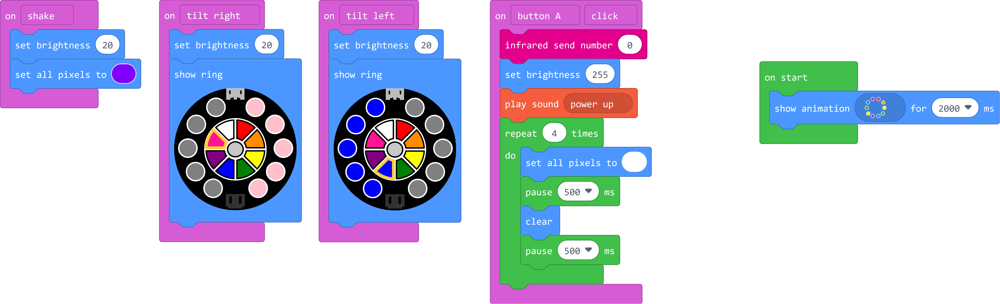 on shake
set brightness 20
set all pixels to
on tilt right
set brightness 20
show ring
on tilt left
set brightness 20
show ring
on button A click
infrared send number 0
set brightness 255
play sound power up
repeat 4 times
do
set all pixels to
pause 500 ms
clear
pause 500 ms
on start
show animation for 2000 ms